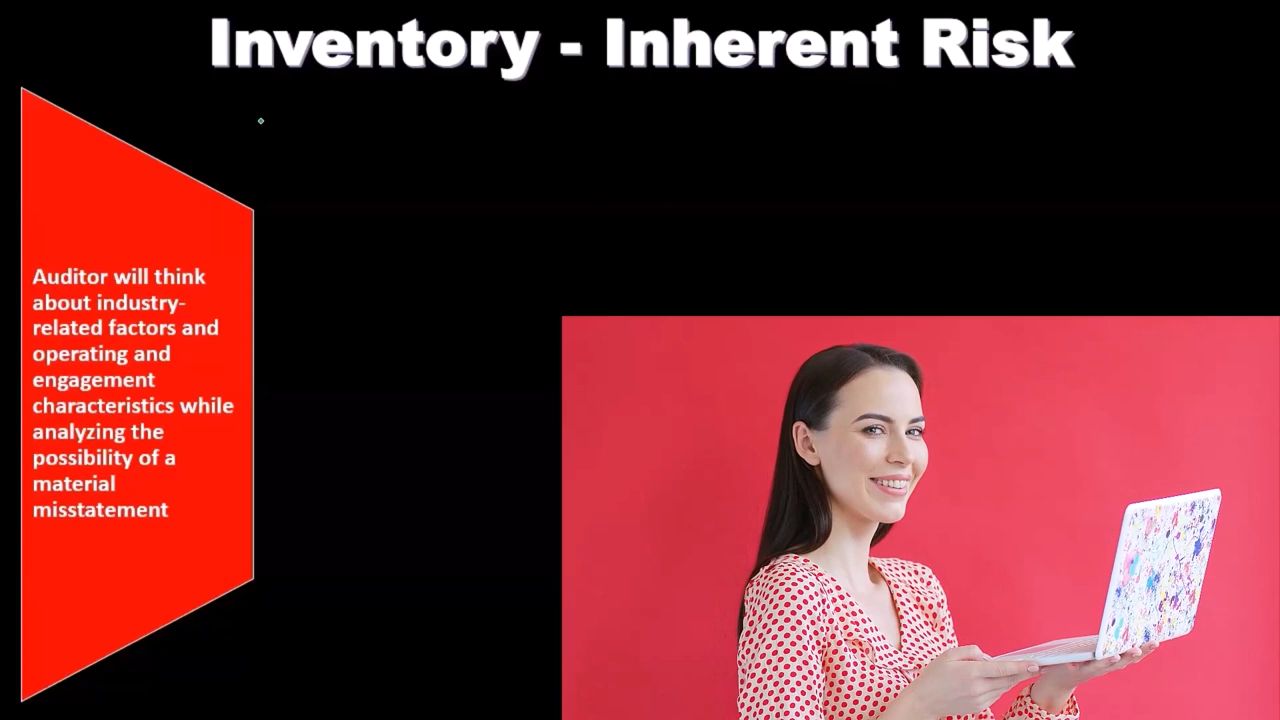 Inventory - Inherent Risk
Auditor will think
about industry-
related factors and
operating and
engagement
characteristics while
analyzing the
possibility of a
material
misstatement